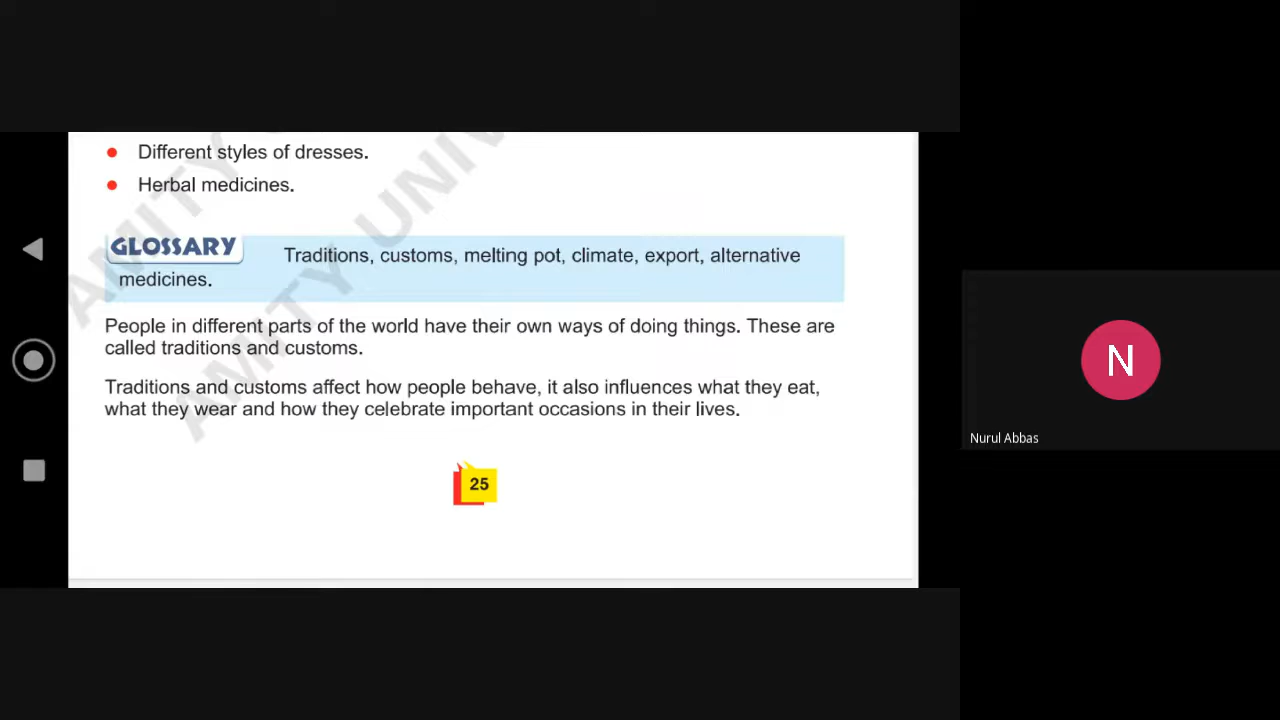 Different styles of dresses.
Herbal medicines.
GLOSSARY Traditions, customs, melting pot, climate, export, alternative
medicines.
People in different parts of the world have their own ways of doing things. These are
called traditions and customs.
Traditions and customs affect how people behave, it also influences what they eat,
what they wear and how they celebrate important occasions in their lives.
25
AMITY
AMITY UNIV
N
Nurul Abbas